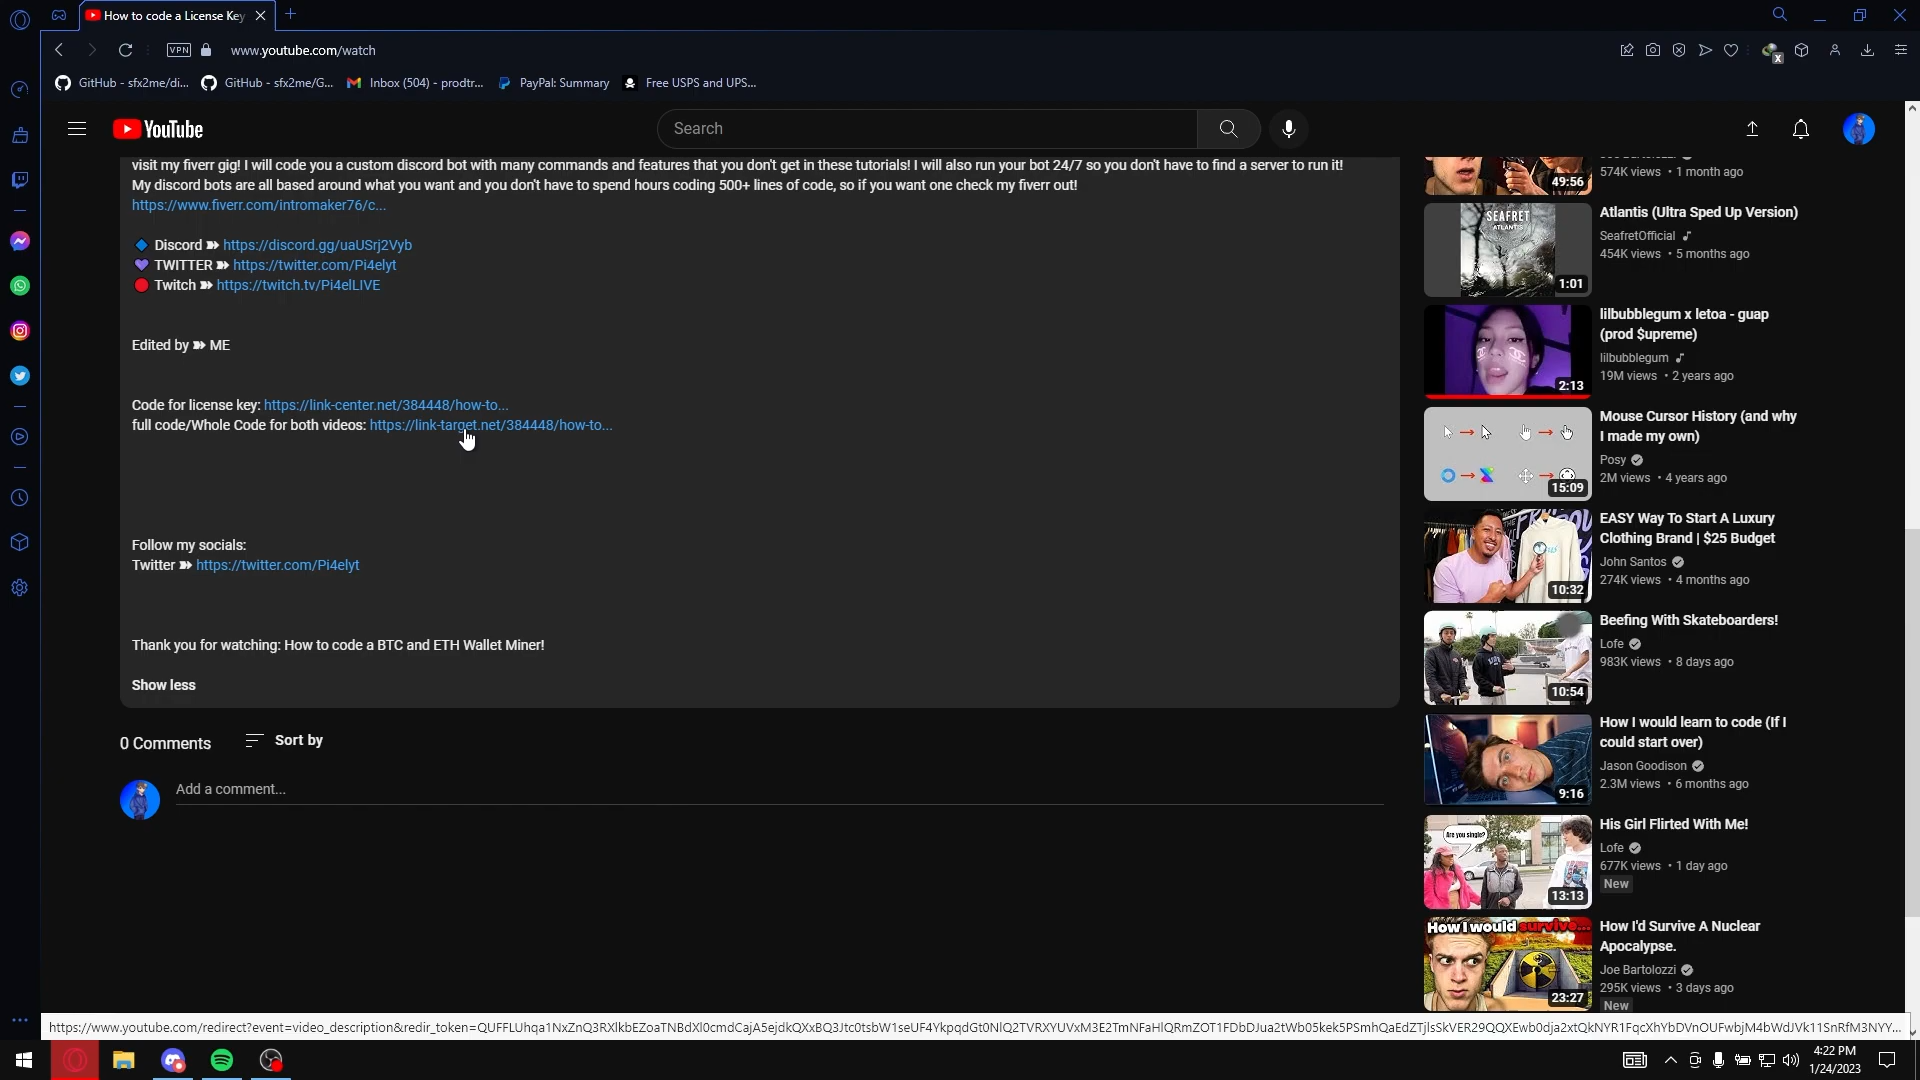 How to code a License Key
VPN
www.youtube.com/watch
GitHub - sfx2me/di...
GitHub - sfx2me/G...
Inbox (504) - prodtr...
PayPal: Summary
Free USPS and UPS...
YouTube
Search
visit my fiverr gig! I will code you a custom discord bot with many commands and features that you don't get in these tutorials! I will also run your bot 24/7 so you don't have to find a server to run it!
My discord bots are all based around what you want and you don't have to spend hours coding 500+ lines of code, so if you want one check my fiverr out!
https://www.fiverr.com/intromaker76/c...
Discord ➽ https://discord.gg/uaUSrj2Vyb
TWITTER ➽ https://twitter.com/Pi4elyt
Twitch ➽ https://twitch.tv/Pi4elLIVE
Edited by ➽ ME
Code for license key: https://link-center.net/384448/how-to...
full code/Whole Code for both videos: https://link-target.net/384448/how-to...
Follow my socials:
Twitter ➽ https://twitter.com/Pi4elyt
Thank you for watching: How to code a BTC and ETH Wallet Miner!
Show less
0 Comments
Sort by
Add a comment...
49:56
574K views • 1 month ago
SEAFRET
ATLANTIS
1:01
Atlantis (Ultra Sped Up Version)
SeafretOfficial
454K views • 5 months ago
2:13
lilbubblegum x letoa - guap
(prod $upreme)
lilbubblegum
19M views • 2 years ago
15:09
Mouse Cursor History (and why
I made my own)
Posy
2M views • 4 years ago
10:32
EASY Way To Start A Luxury
Clothing Brand | $25 Budget
John Santos
274K views • 4 months ago
10:54
Beefing With Skateboarders!
Lofe
983K views • 8 days ago
9:16
How I would learn to code (If I
could start over)
Jason Goodison
2.3M views • 6 months ago
Are you single?
13:13
His Girl Flirted With Me!
Lofe
677K views • 1 day ago
New
How I would survive...
23:27
How I'd Survive A Nuclear
Apocalypse.
Joe Bartolozzi
295K views • 3 days ago
New
4:22 PM
1/24/2023